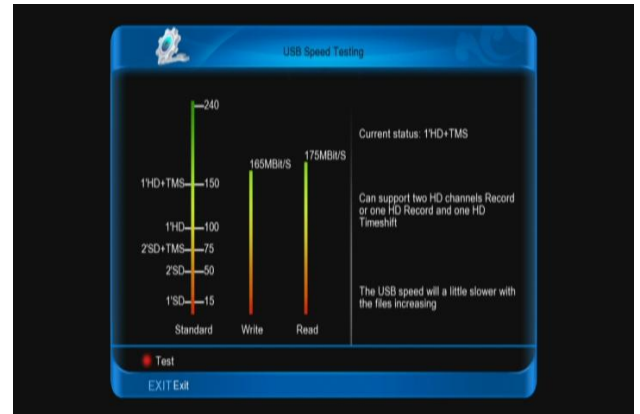 USB Speed Testing
240
1'HD+TMS 150
1'HD 100
2'SD+TMS 75
2'SD 50
1'SD 15
Standard
165MBit/S
Write
175MBit/S
Read
Current status: 1'HD+TMS
Can support two HD channels Record
or one HD Record and one HD
Timeshift
The USB speed will a little slower with
the files increasing
Test
EXIT Exit